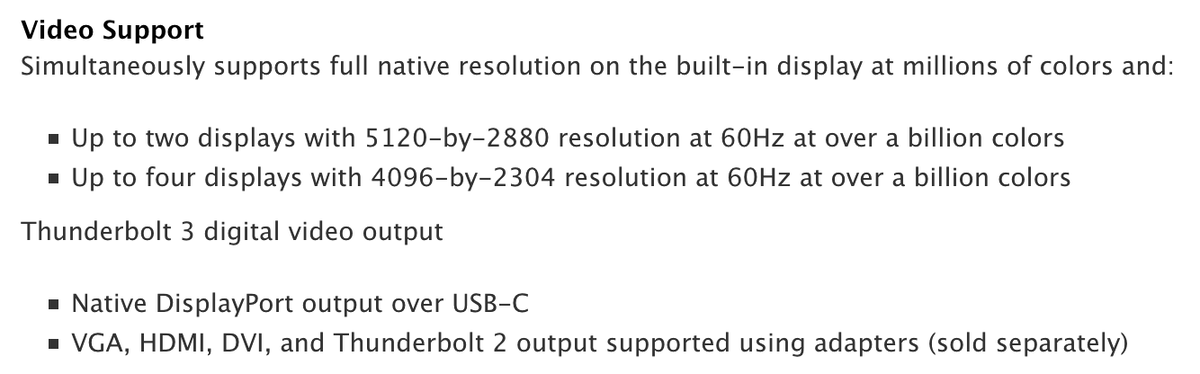 Video Support
Simultaneously supports full native resolution on the built-in display at millions of colors and:
▪ Up to two displays with 5120-by-2880 resolution at 60Hz at over a billion colors
▪ Up to four displays with 4096-by-2304 resolution at 60Hz at over a billion colors
Thunderbolt 3 digital video output
▪ Native DisplayPort output over USB-C
▪ VGA, HDMI, DVI, and Thunderbolt 2 output supported using adapters (sold separately)